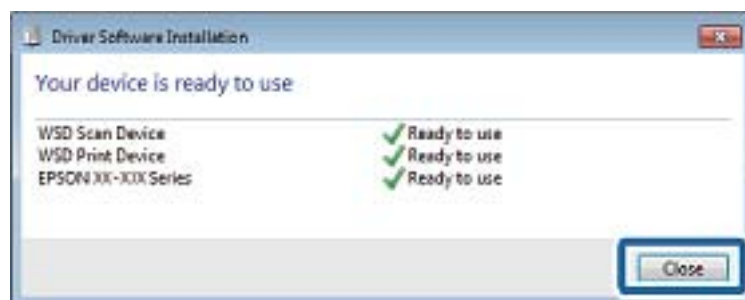 Driver Software Installation
Your device is ready to use
WSD Scan Device Ready to use
WSD Print Device Ready to use
EPSON XX-XXX Series Ready to use
Close